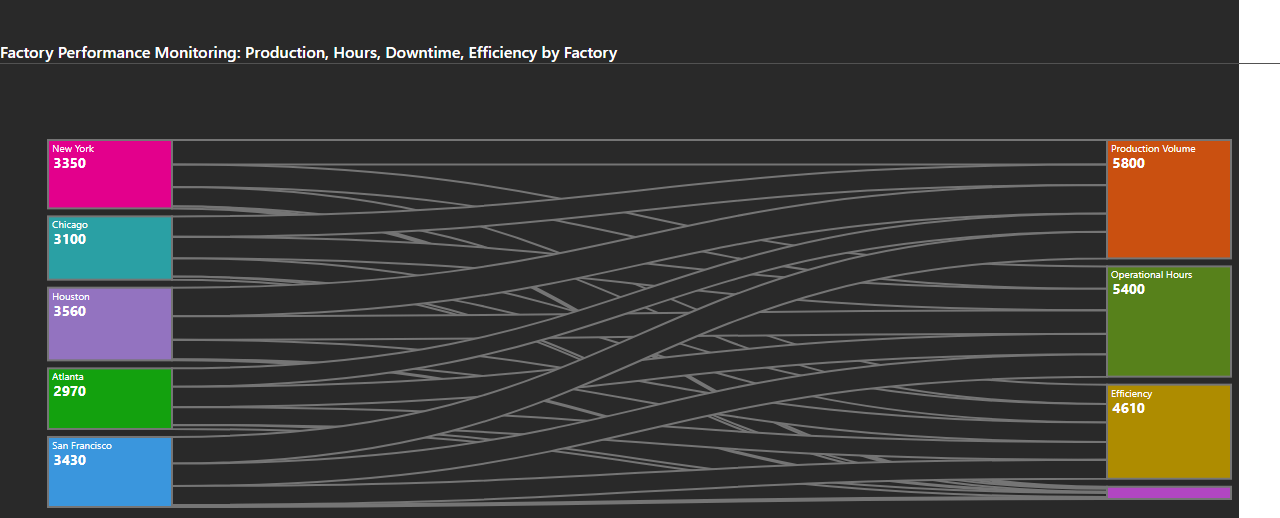 Factory Performance Monitoring: Production, Hours, Downtime, Efficiency by Factory
New York
3350
Production Volume
5800
Chicago
3100
Operational Hours
5400
Houston
3560
Atlanta
2970
Efficiency
4610
San Francisco
3430